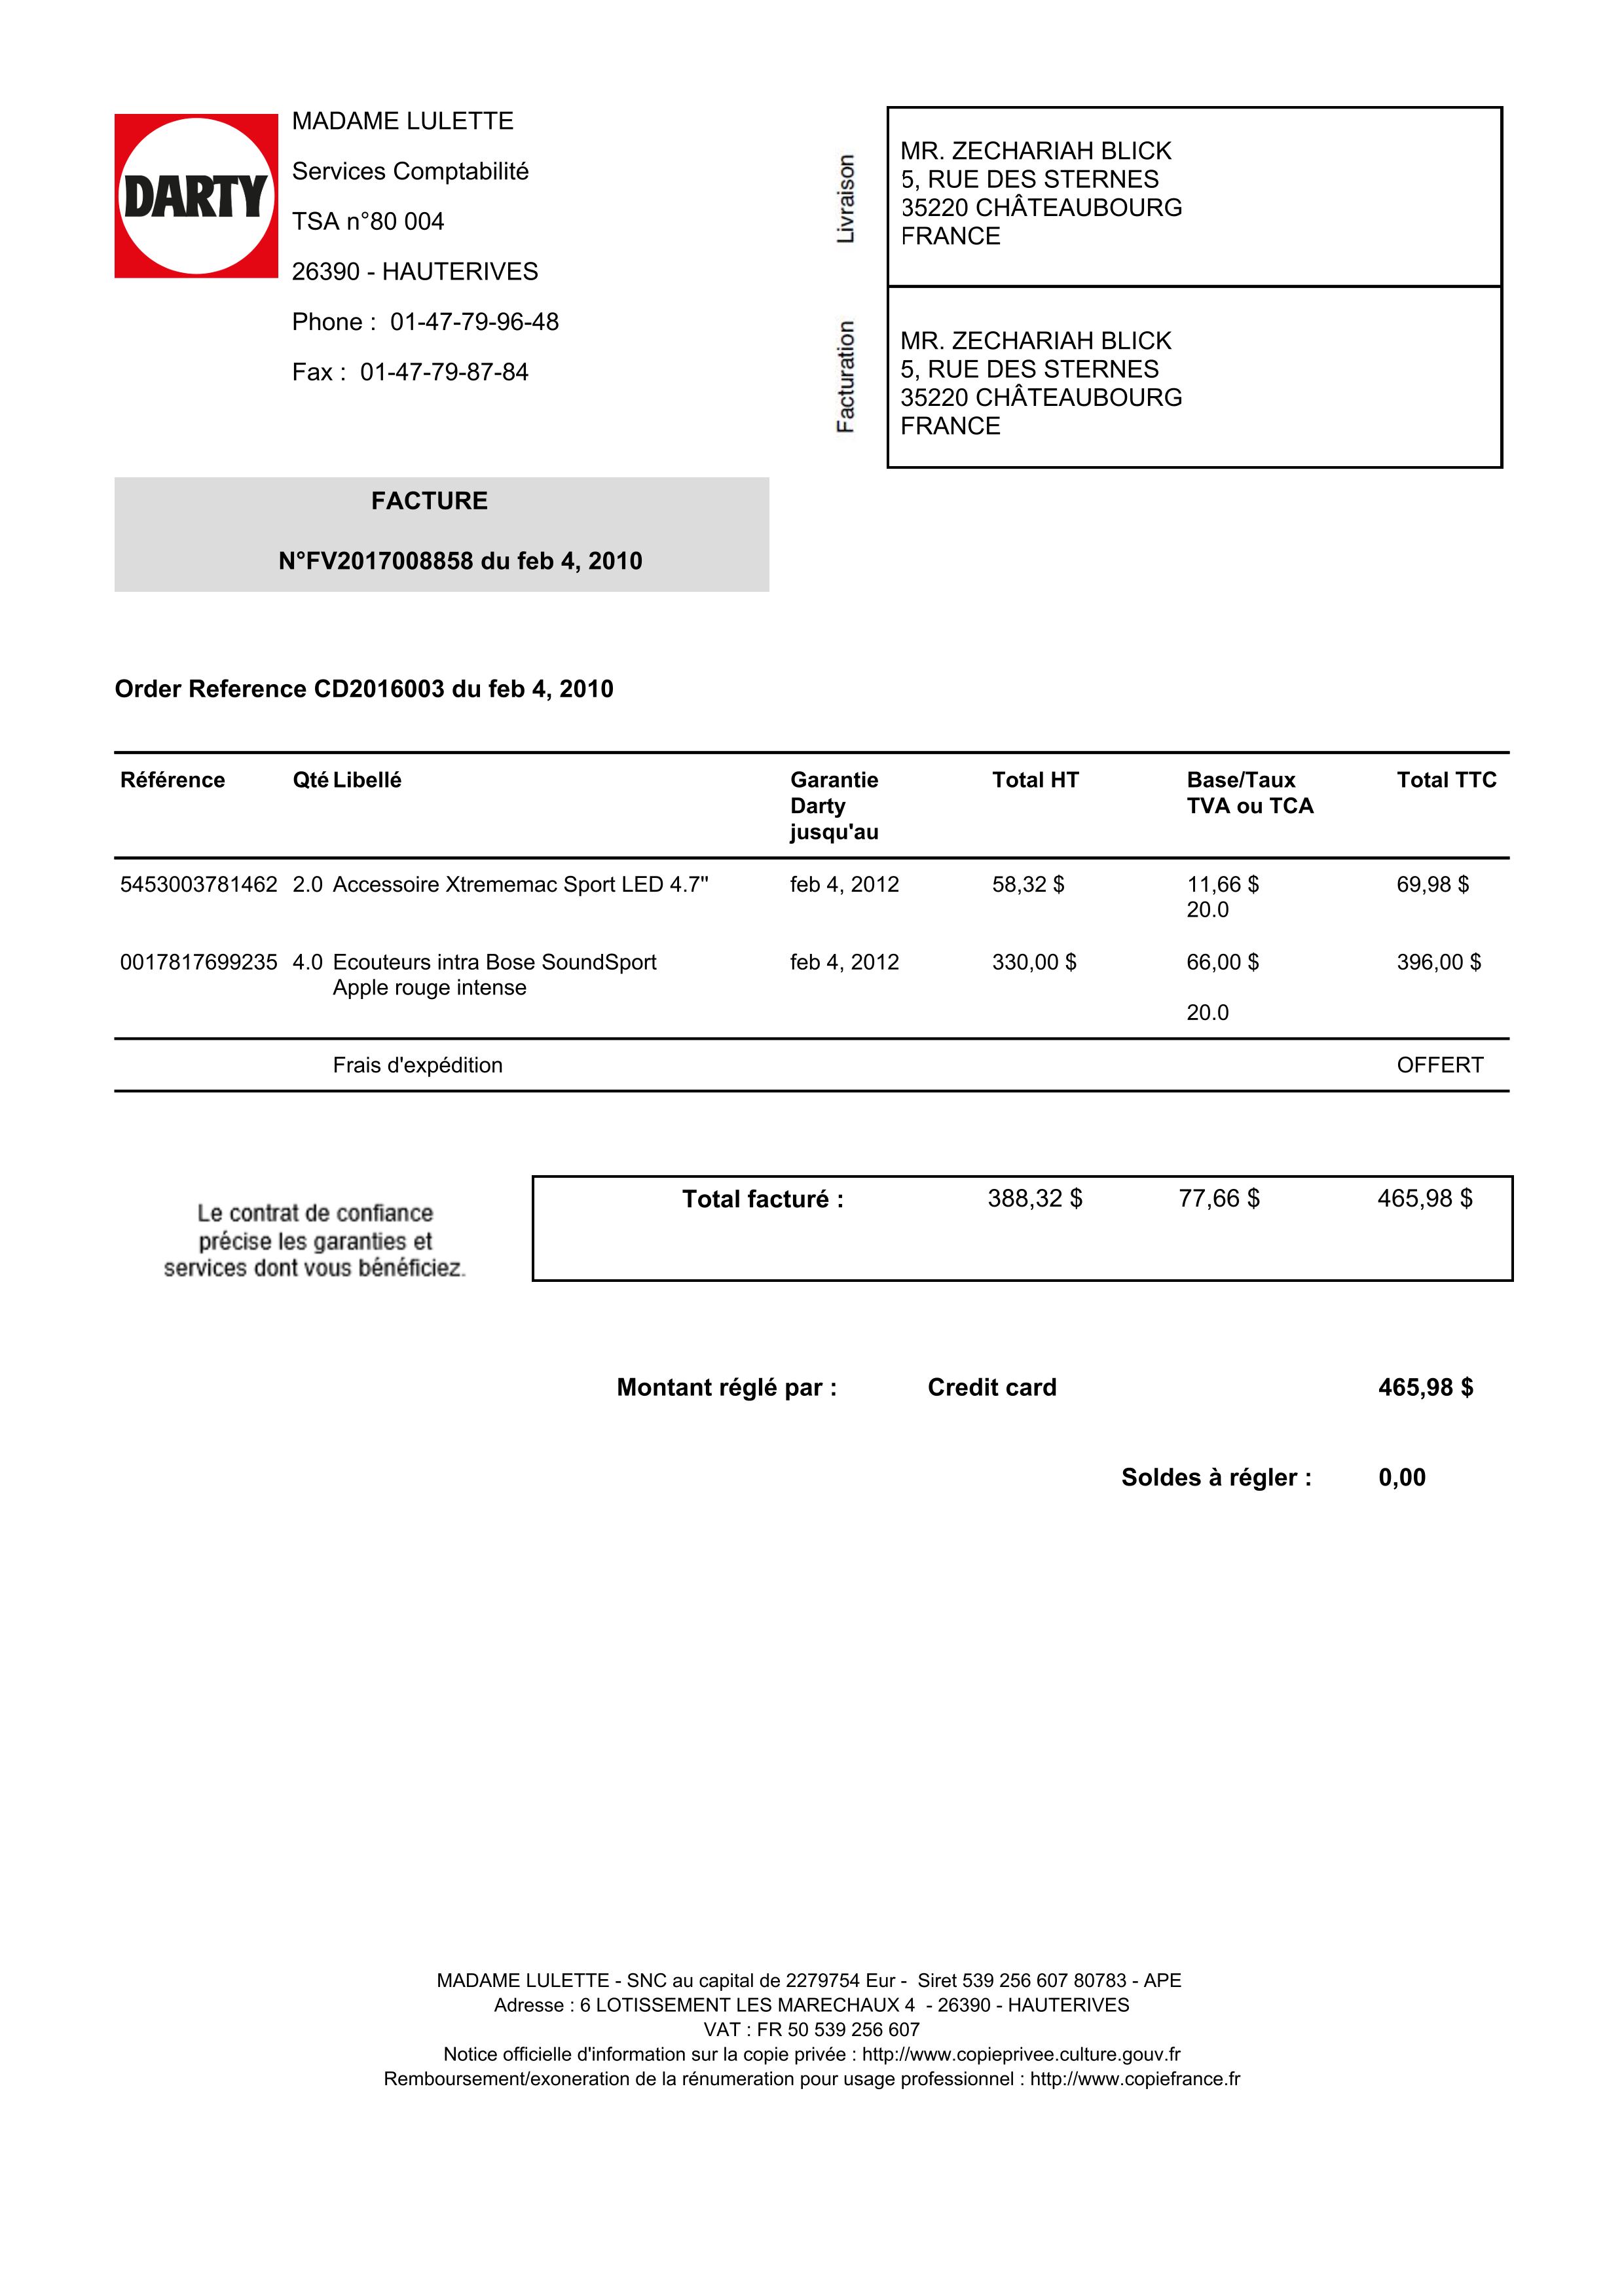 DARTY
MADAME LULETTE
Services Comptabilité
TSA n°80 004
26390 - HAUTERIVES
Phone :  01-47-79-96-48
Fax :  01-47-79-87-84
Livraison
MR. ZECHARIAH BLICK
5, RUE DES STERNES
35220 CHÂTEAUBOURG
FRANCE
Facturation
MR. ZECHARIAH BLICK
5, RUE DES STERNES
35220 CHÂTEAUBOURG
FRANCE
FACTURE
N°FV2017008858 du feb 4, 2010
Order Reference CD2016003 du feb 4, 2010
Référence Qté Libellé Garantie Total HT Base/Taux Total TTC
Darty TVA ou TCA
jusqu'au
5453003781462 2.0 Accessoire Xtrememac Sport LED 4.7" feb 4, 2012 58,32 $ 11,66 $ 69,98 $
20.0
0017817699235 4.0 Ecouteurs intra Bose SoundSport feb 4, 2012 330,00 $ 66,00 $ 396,00 $
Apple rouge intense
20.0
Frais d'expédition OFFERT
Total facturé : 388,32 $ 77,66 $ 465,98 $
Le contrat de confiance
précise les garanties et
services dont vous bénéficiez.
Montant réglé par : Credit card 465,98 $
Soldes à régler : 0,00
MADAME LULETTE - SNC au capital de 2279754 Eur -  Siret 539 256 607 80783 - APE
Adresse : 6 LOTISSEMENT LES MARECHAUX 4  - 26390 - HAUTERIVES
VAT : FR 50 539 256 607
Notice officielle d'information sur la copie privée : http://www.copieprivee.culture.gouv.fr
Remboursement/exoneration de la rénumeration pour usage professionnel : http://www.copiefrance.fr